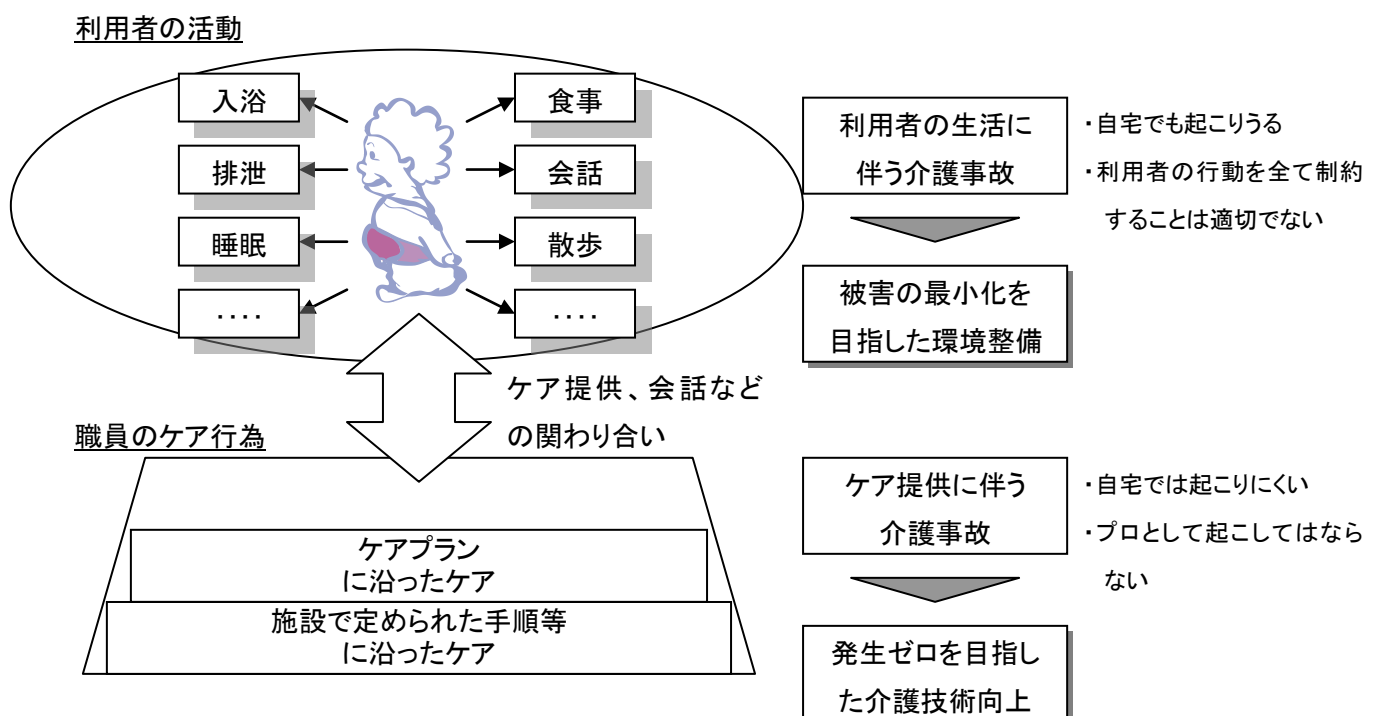 利用者の活動
入浴
排泄
睡眠
‥‥
食事
会話
散歩
‥‥
利用者の生活に
伴う介護事故
・自宅でも起こりうる
・利用者の行動を全て制約
することは適切でない
被害の最小化を
目指した環境整備
ケア提供、会話など
の関わり合い
職員のケア行為
ケアプラン
に沿ったケア
施設で定められた手順等
に沿ったケア
ケア提供に伴う
介護事故
・自宅では起こりにくい
・プロとして起こしてはなら
ない
発生ゼロを目指し
た介護技術向上